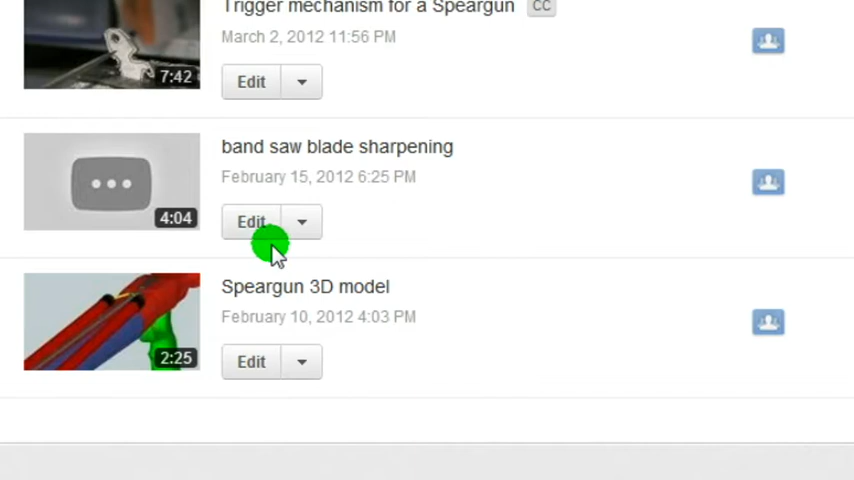 Trigger mechanism for a Speargun CC
March 2, 2012 11:56 PM
7:42
Edit
band saw blade sharpening
February 15, 2012 6:25 PM
4:04
Edit
Speargun 3D model
February 10, 2012 4:03 PM
2:25
Edit